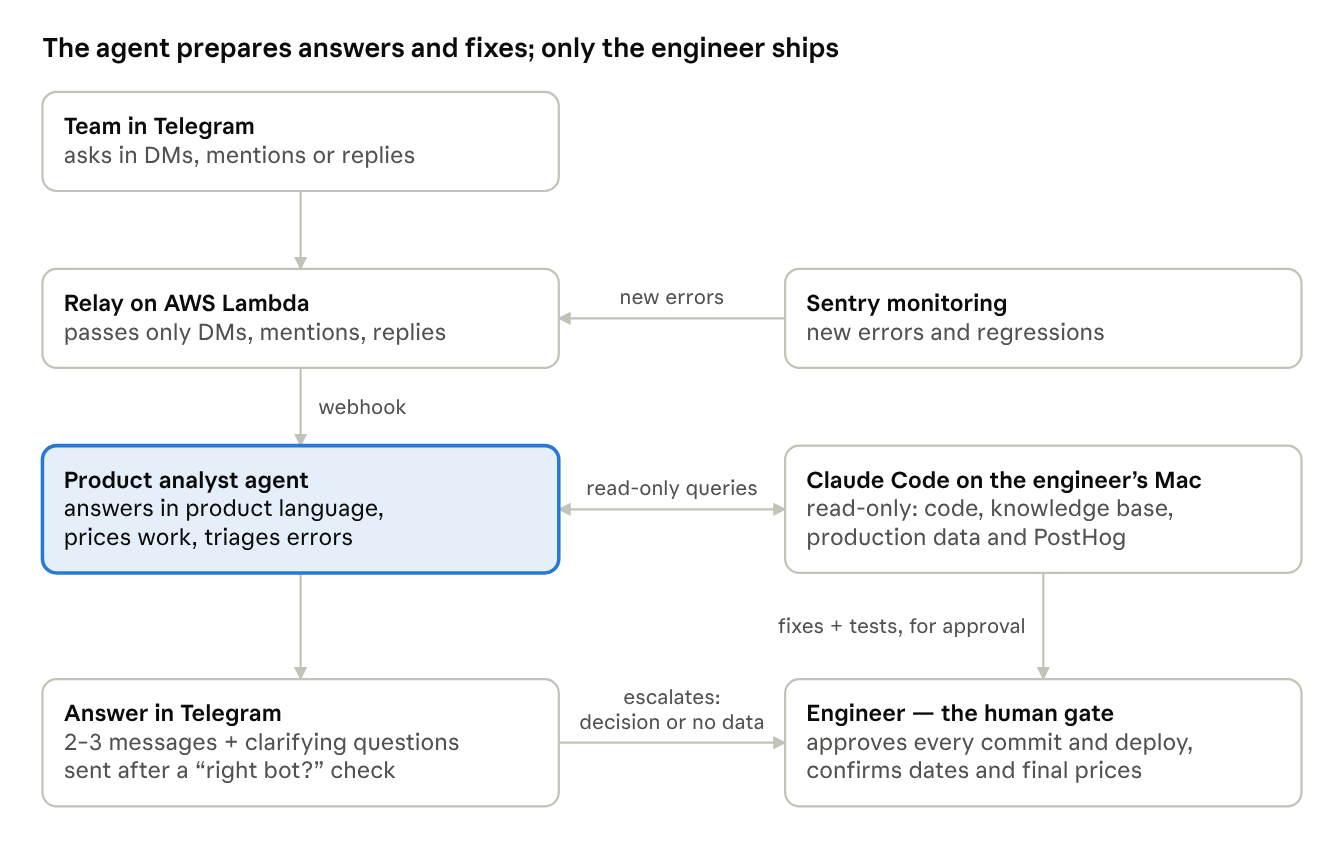 The agent prepares answers and fixes; only the engineer ships
Team in Telegram
asks in DMs, mentions or replies
Relay on AWS Lambda
passes only DMs, mentions, replies
new errors
Sentry monitoring
new errors and regressions
webhook
Product analyst agent
answers in product language,
prices work, triages errors
read-only queries
Claude Code on the engineer’s Mac
read-only: code, knowledge base,
production data and PostHog
fixes + tests, for approval
Answer in Telegram
2–3 messages + clarifying questions
sent after a “right bot?” check
escalates:
decision or no data
Engineer — the human gate
approves every commit and deploy,
confirms dates and final prices